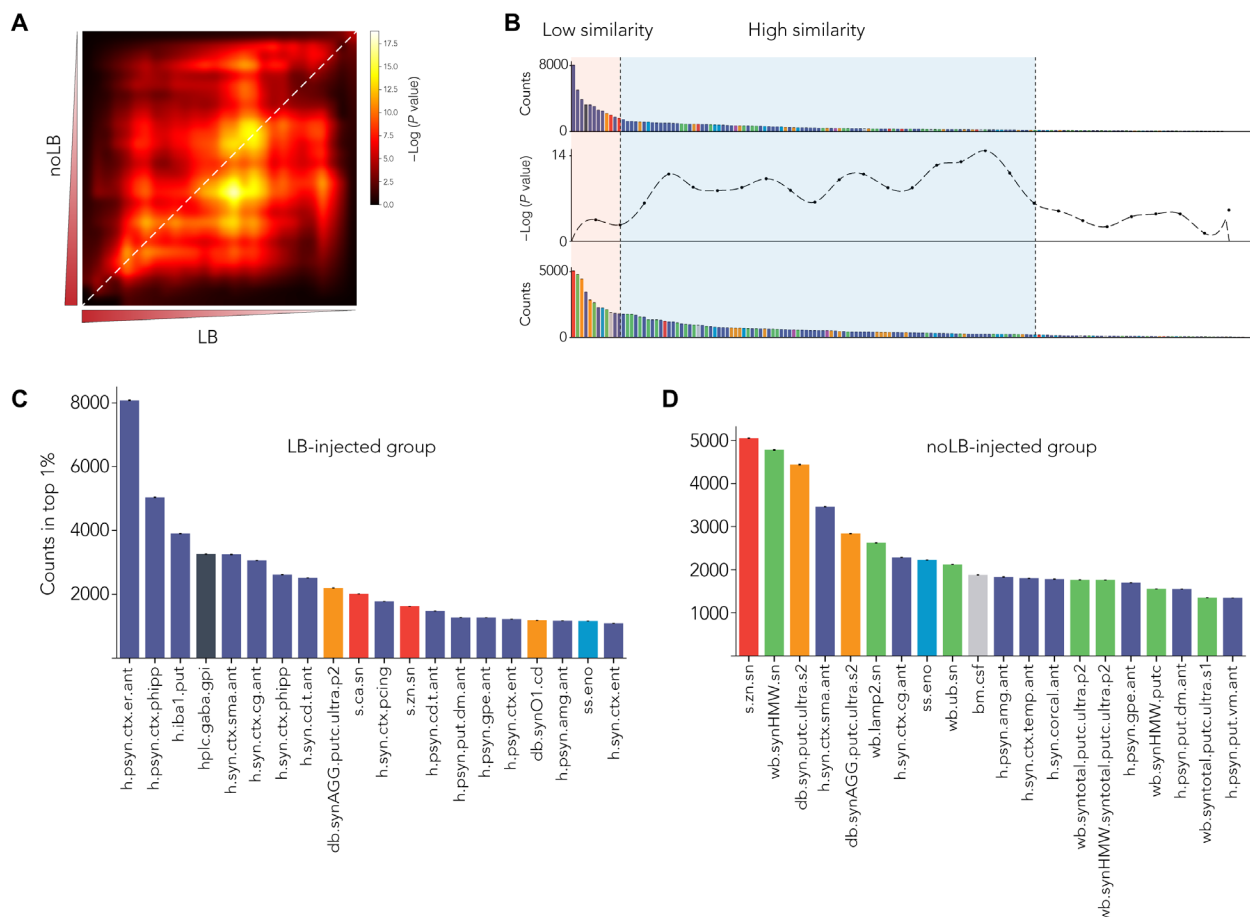 A
noLB
LB
17.5
15.0
12.5
10.0
7.5
5.0
2.5
0.0
−Log (P value)
B
Low similarity
High similarity
8000
0
Counts
14
0
−Log (P value)
5000
0
Counts
C
LB-injected group
Counts in top 1%
8000
6000
4000
2000
h.psyn.ctx.er.ant
h.psyn.ctx.phipp
h.iba1.put
hplc.gaba.gpi
h.syn.ctx.sma.ant
h.syn.ctx.cg.ant
h.syn.ctx.phipp
h.syn.cd.t.ant
db.synAGG.putc.ultra.p2
s.ca.sn
h.syn.ctx.pcing
s.zn.sn
h.psyn.cd.t.ant
h.psyn.put.dm.ant
h.psyn.gpe.ant
h.psyn.ctx.ent
db.synO1.cd
h.psyn.amg.ant
ss.eno
h.syn.ctx.ent
D
noLB-injected group
5000
4000
3000
2000
1000
s.zn.sn
wb.synHMW.sn
db.syn.putc.ultra.s2
h.syn.ctx.sma.ant
db.synAGG.putc.ultra.s2
wb.lamp2.sn
h.syn.ctx.cg.ant
ss.eno
wb.ub.sn
bm.csf
h.psyn.amg.ant
h.syn.ctx.temp.ant
h.syn.corcal.ant
wb.syntotal.putc.ultra.p2
wb.synHMW.syntotal.putc.ultra.p2
h.psyn.gpe.ant
wb.synHMW.putc
h.psyn.put.dm.ant
wb.syntotal.putc.ultra.s1
h.psyn.put.vm.ant